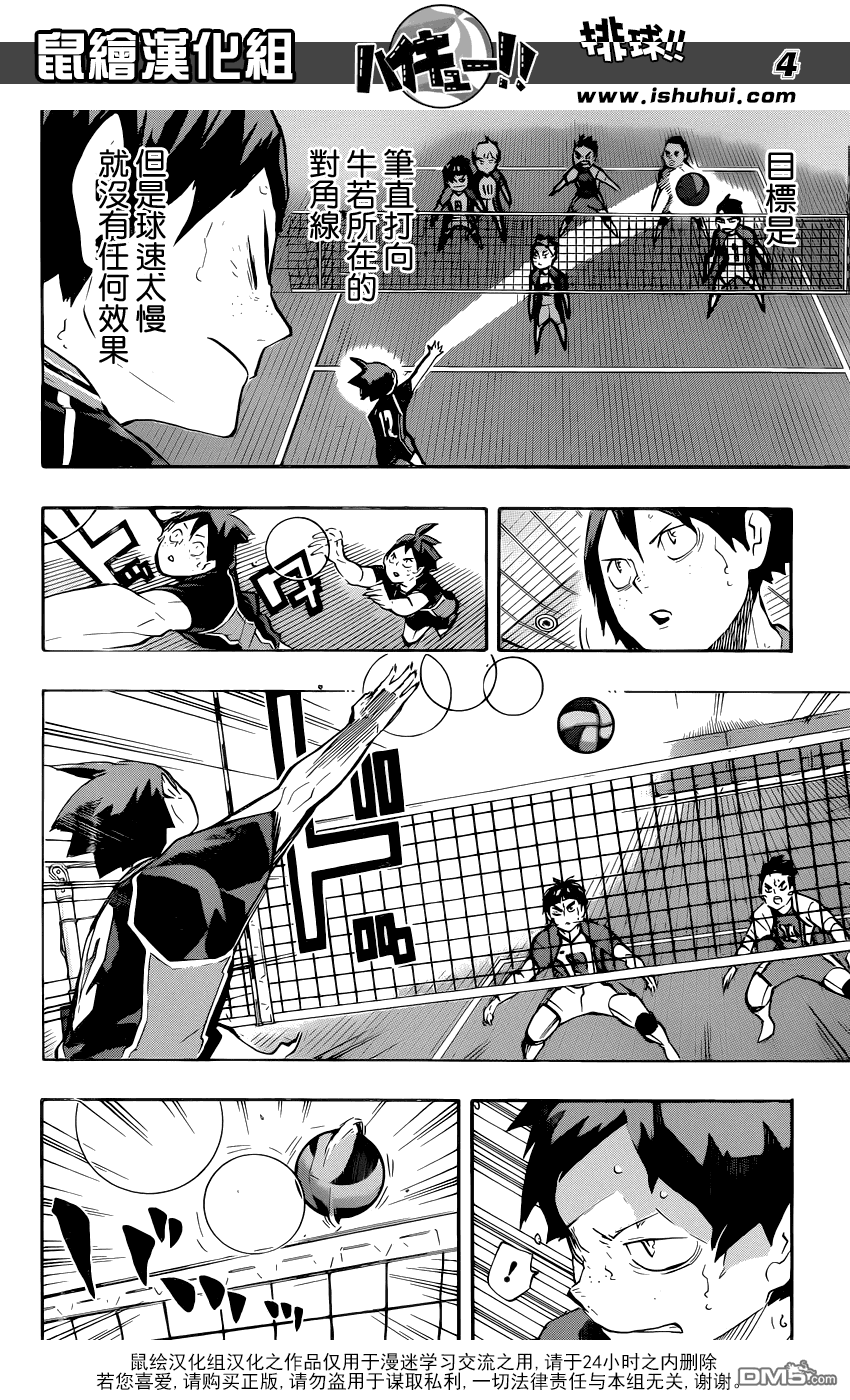 鼠繪漢化組
ハイキュー!!
排球!!
4
www.ishuhui.com
目標是
筆直打向
牛若所在的
對角線
但是球速太慢
就沒有任何效果
!
鼠绘汉化组汉化之作品仅用于漫迷学习交流之用, 请于24小时之内删除
若您喜爱, 请购买正版, 请勿盗用于谋取私利, 一切法律责任与本组无关, 谢谢。
DM5.com